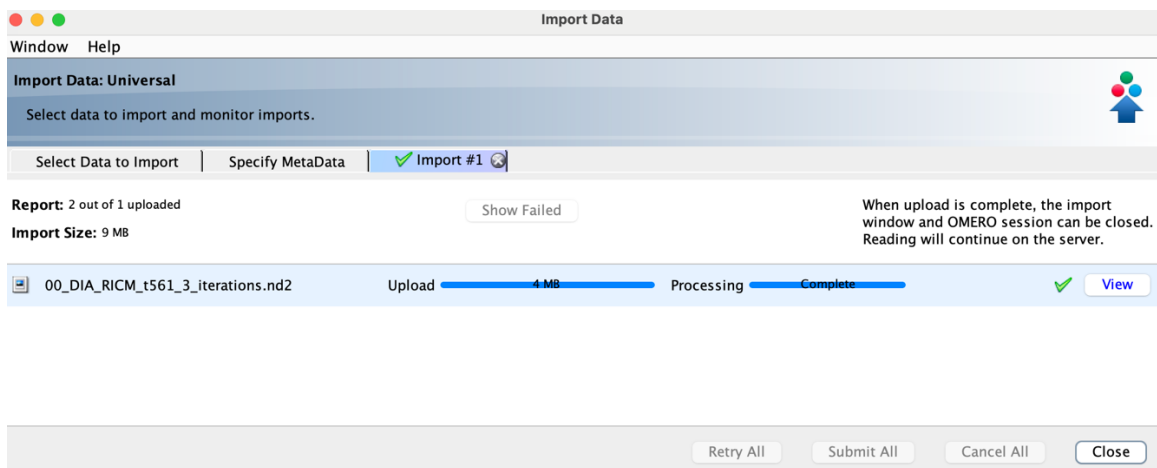 Import Data
Window Help
Import Data: Universal
Select data to import and monitor imports.
Select Data to Import Specify MetaData Import #1
Report: 2 out of 1 uploaded
Import Size: 9 MB
Show Failed
When upload is complete, the import
window and OMERO session can be closed.
Reading will continue on the server.
00_DIA_RICM_t561_3_iterations.nd2 Upload 4 MB Processing Complete View
Retry All Submit All Cancel All Close